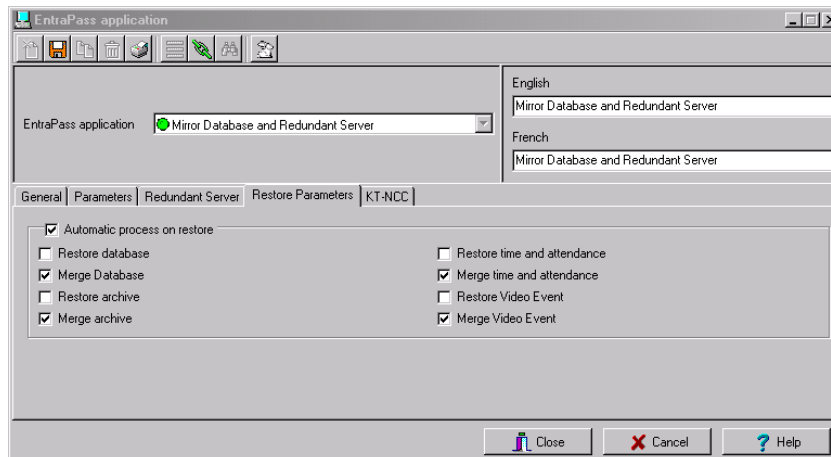 EntraPass application
English
Mirror Database and Redundant Server
EntraPass application
Mirror Database and Redundant Server
French
Mirror Database and Redundant Server
General
Parameters
Redundant Server
Restore Parameters
KT-NCC
Automatic process on restore
Restore database
Restore time and attendance
Merge Database
Merge time and attendance
Restore archive
Restore Video Event
Merge archive
Merge Video Event
Close
Cancel
Help